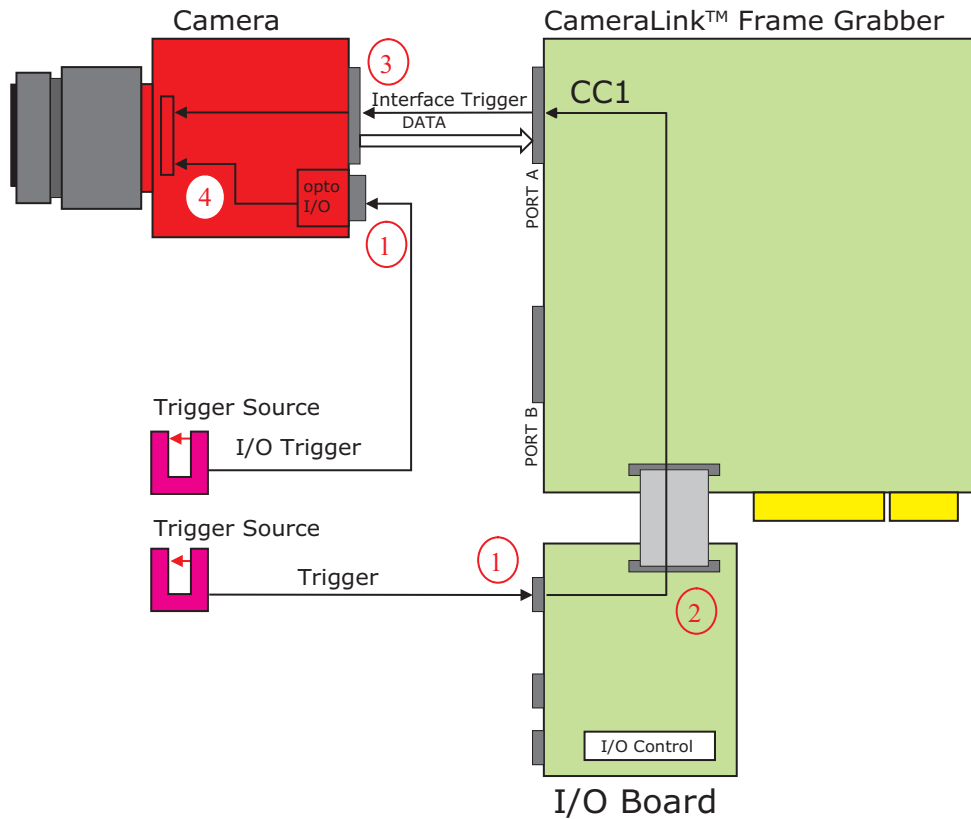 Camera
CameraLink™ Frame Grabber
3
Interface Trigger
CC1
DATA
opto
I/O
4
PORT A
1
Trigger Source
I/O Trigger
PORT B
Trigger Source
Trigger
1
2
I/O Control
I/O Board